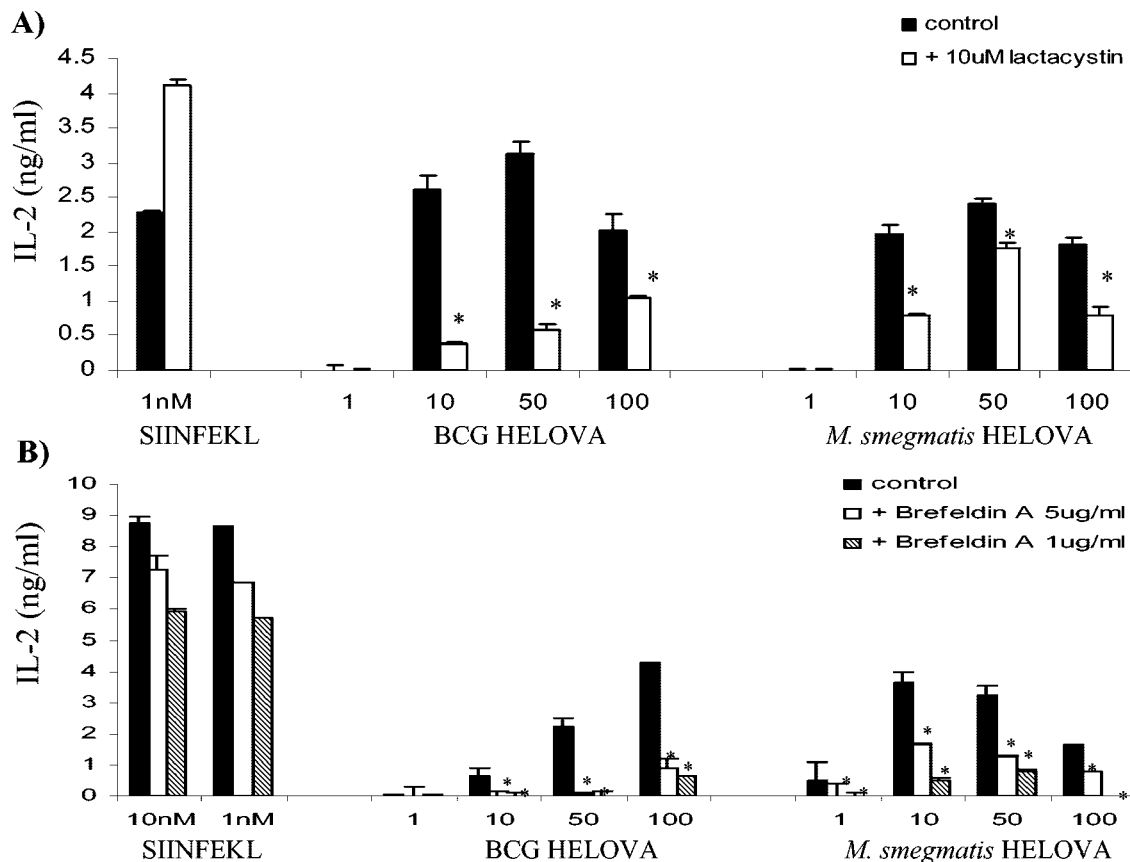 A)
control
+ 10uM lactacystin
4.5
4
3.5
3
2.5
2
1.5
1
0.5
0
IL-2 (ng/ml)
* * * * * *
1nM 1 10 50 100 1 10 50 100
SIINFEKL BCG HELOVA M. smegmatis HELOVA
B)
control
+ Brefeldin A 5ug/ml
+ Brefeldin A 1ug/ml
10
9
8
7
6
5
4
3
2
1
0
IL-2 (ng/ml)
* * * * * * * * * * * * * *
10nM 1nM 1 10 50 100 1 10 50 100
SIINFEKL BCG HELOVA M. smegmatis HELOVA